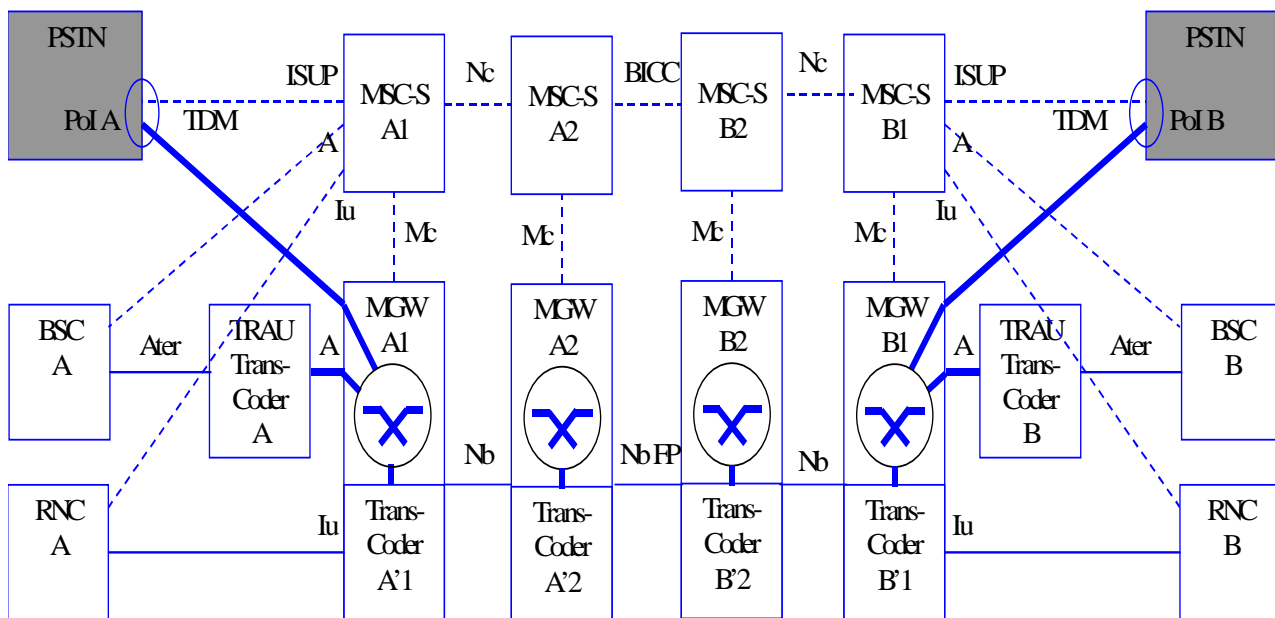 PSTN
PoI A
ISUP
TDM
A
Iu
MSC-S
A1
Nc
MSC-S
A2
BICC
MSC-S
B2
Nc
MSC-S
B1
ISUP
TDM
A
Iu
PSTN
PoI B
Mc
Mc
Mc
Mc
BSC
A
Ater
TRAU
Trans-
Coder
A
A
MGW
A1
MGW
A2
MGW
B2
MGW
B1
A
TRAU
Trans-
Coder
B
Ater
BSC
B
Nb
Nb FP
Nb
RNC
A
Iu
Trans-
Coder
A'1
Trans-
Coder
A'2
Trans-
Coder
B'2
Trans-
Coder
B'1
Iu
RNC
B